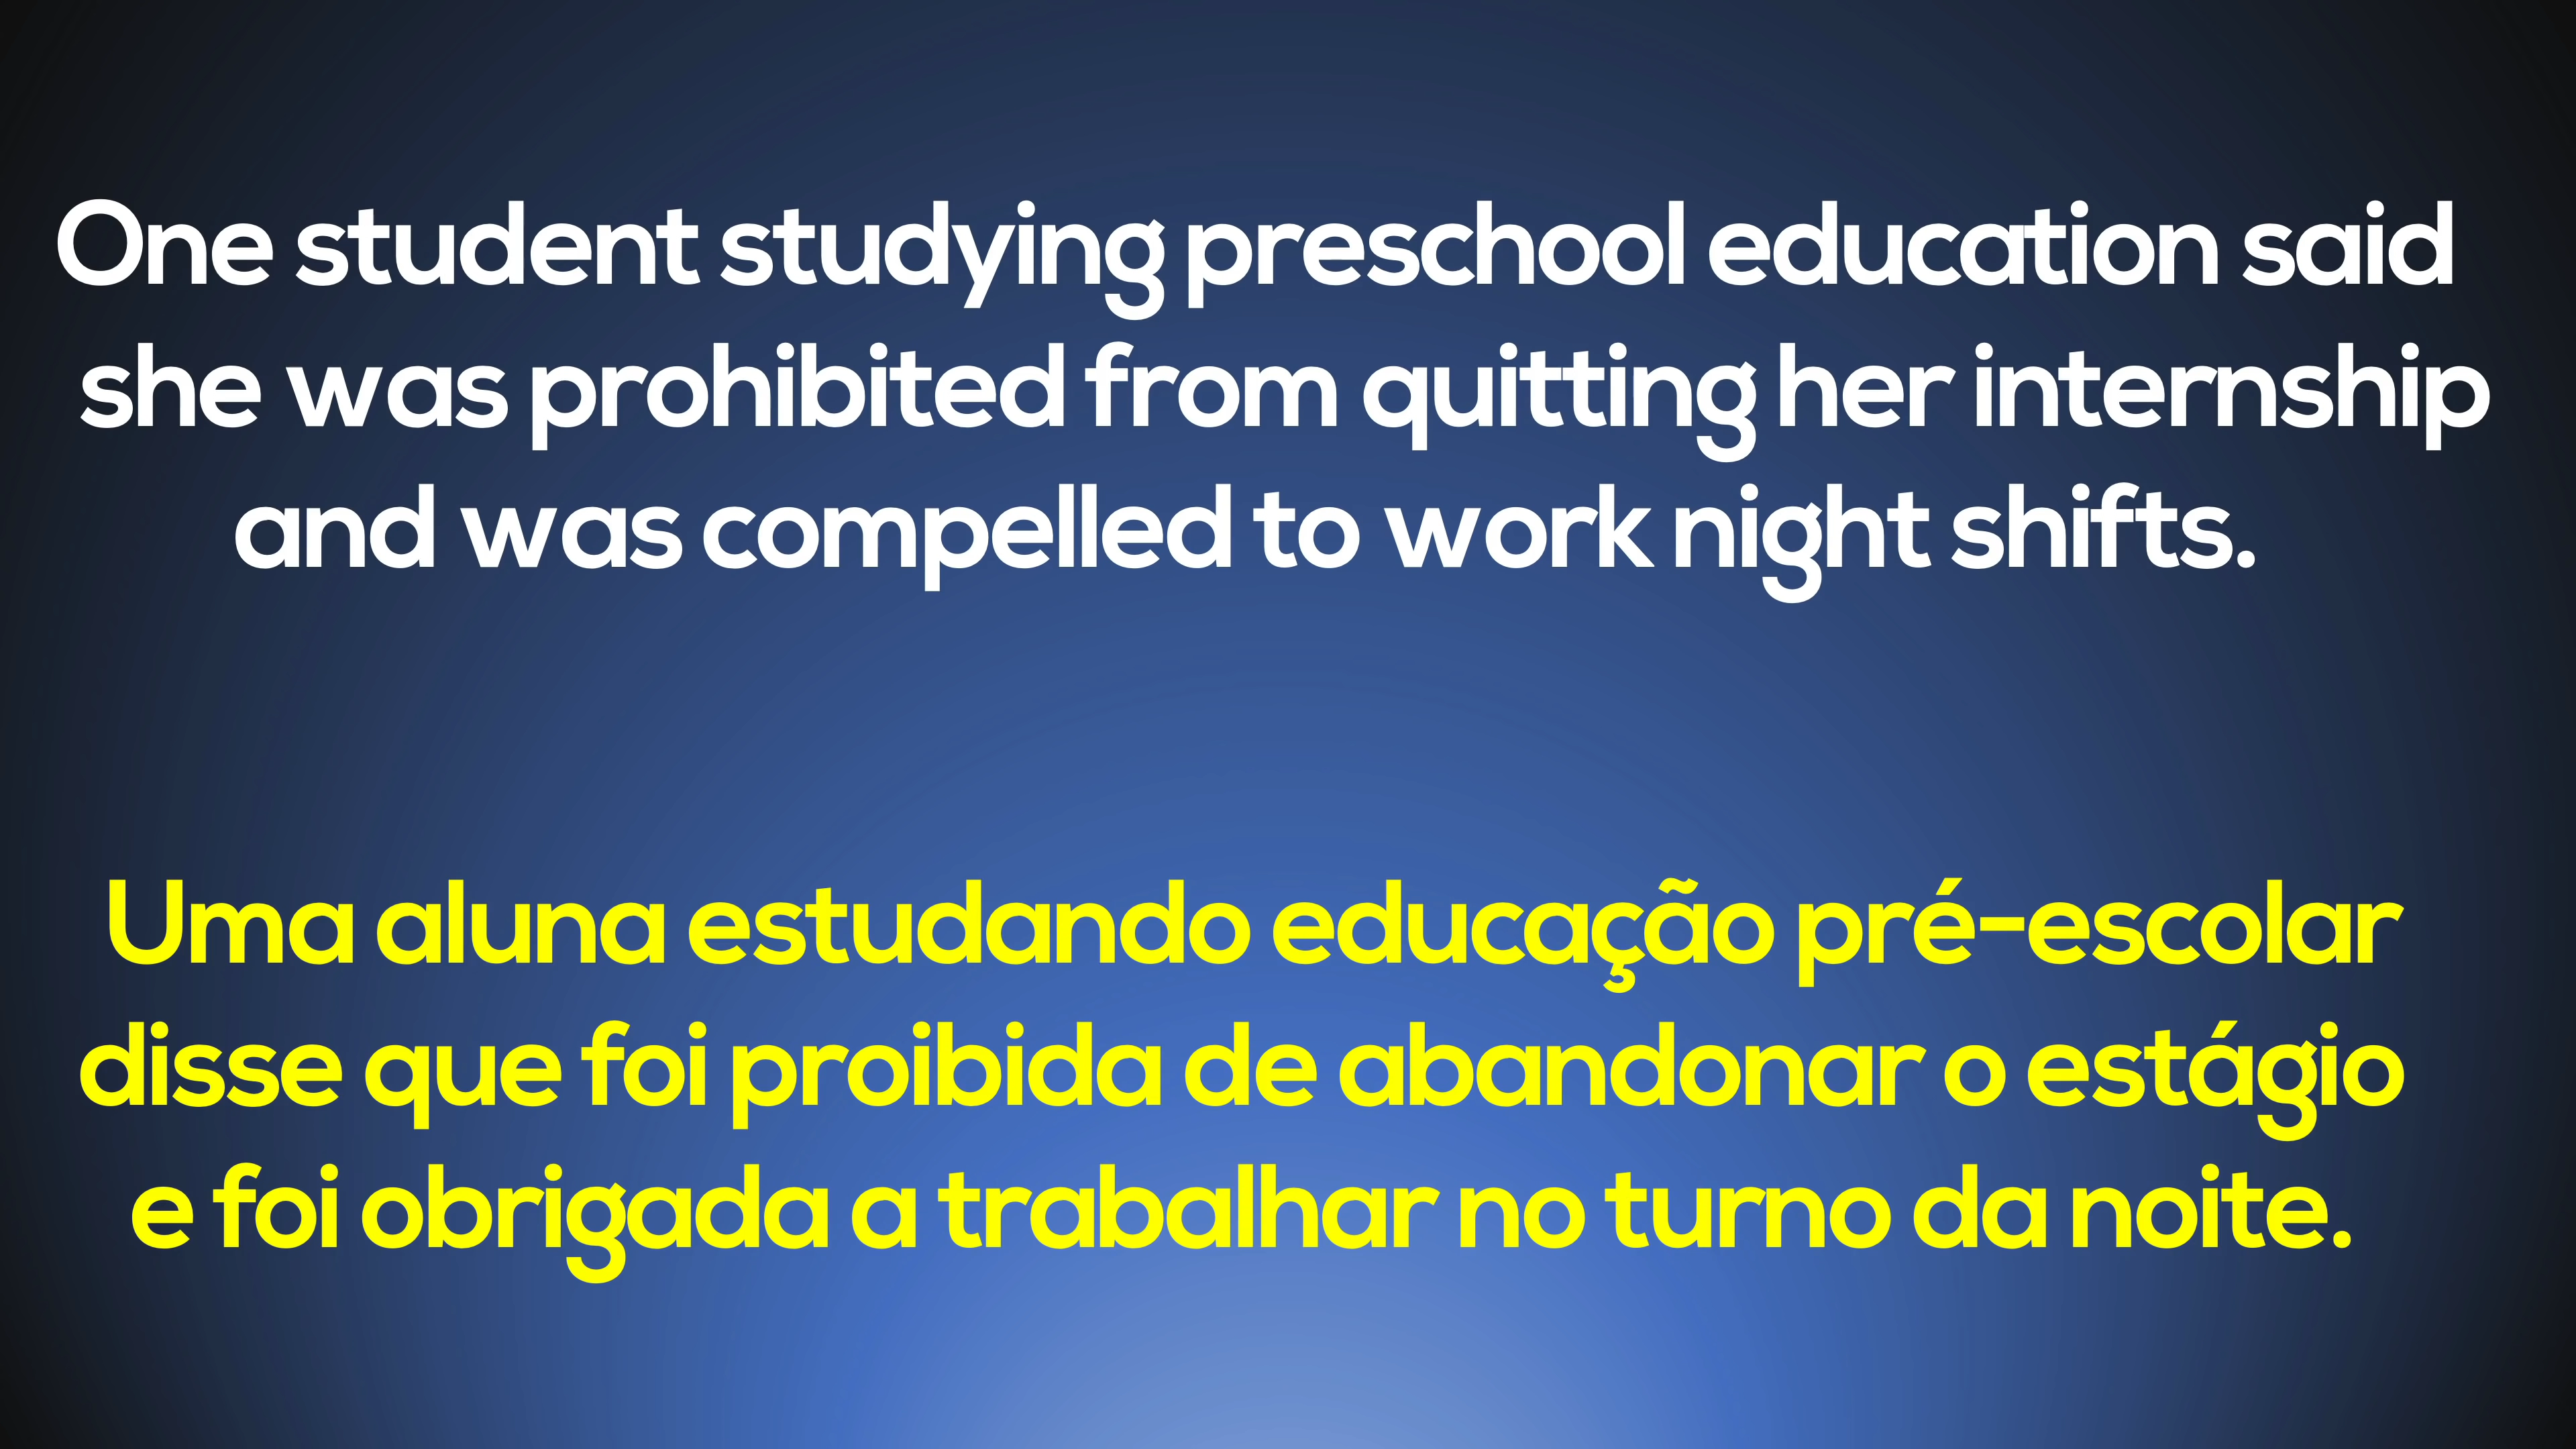 One student studying preschool education said
she was prohibited from quitting her internship
and was compelled to work night shifts.
Uma aluna estudando educação pré-escolar
disse que foi proibida de abandonar o estágio
e foi obrigada a trabalhar no turno da noite.